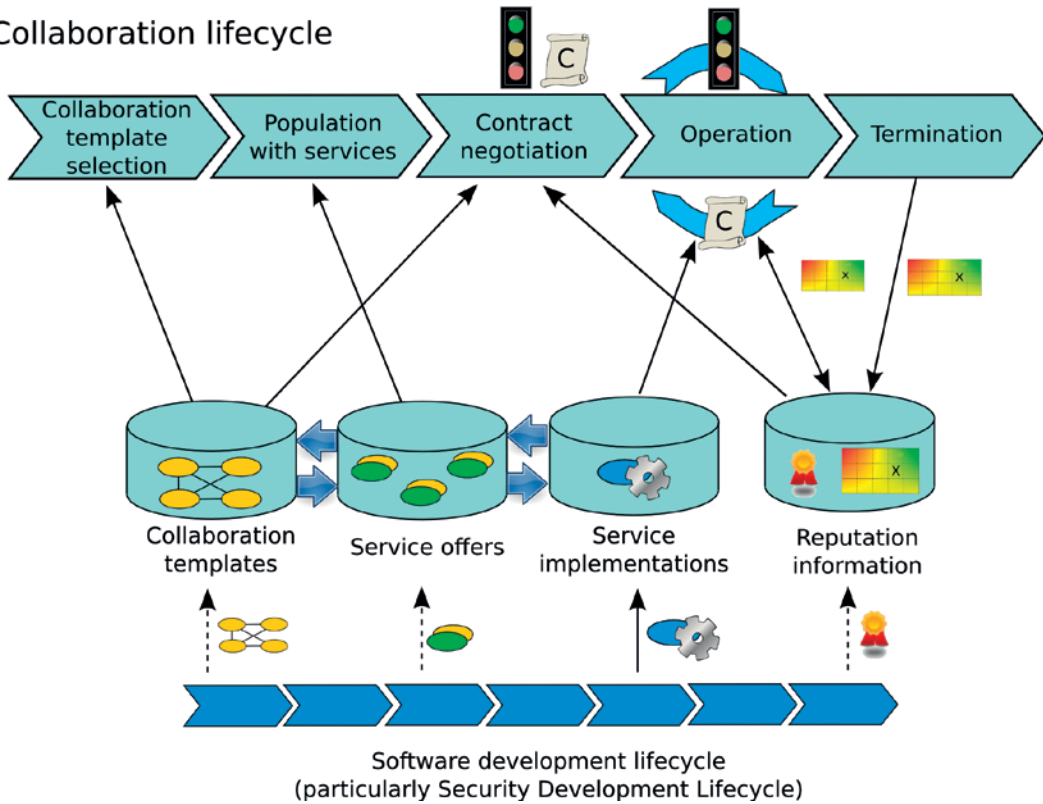 Collaboration lifecycle
C
Collaboration
template
selection
Population
with services
Contract
negotiation
Operation
Termination
C
x
x
x
Collaboration
templates
Service offers
Service
implementations
Reputation
information
Software development lifecycle
(particularly Security Development Lifecycle)